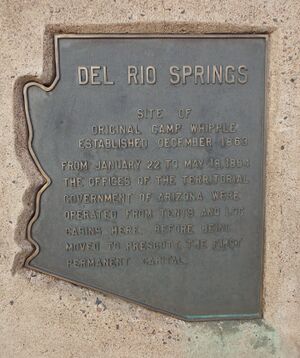 DEL RIO SPRINGS
SITE OF
ORIGINAL CAMP WHIPPLE
ESTABLISHED DECEMBER 1863
FROM JANUARY 22 TO MAY 18, 1864
THE OFFICES OF THE TERRITORIAL
GOVERNMENT OF ARIZONA WERE
OPERATED FROM TENTS AND LOG
CABINS HERE, BEFORE BEING
MOVED TO PRESCOTT, THE FIRST
PERMANENT CAPITAL.